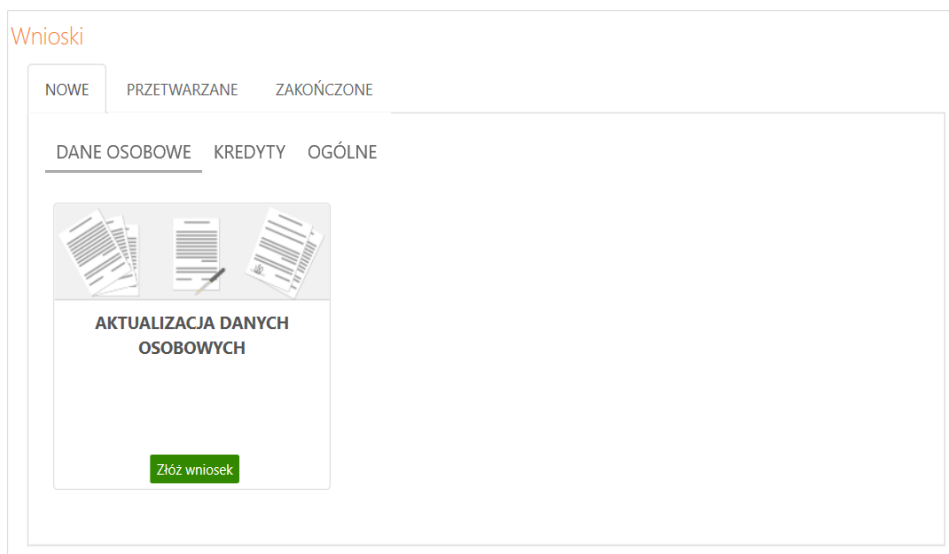 Wnioski
NOWE PRZETWARZANE ZAKOŃCZONE
DANE OSOBOWE KREDYTY OGÓLNE
AKTUALIZACJA DANYCH
OSOBOWYCH
Złóż wniosek